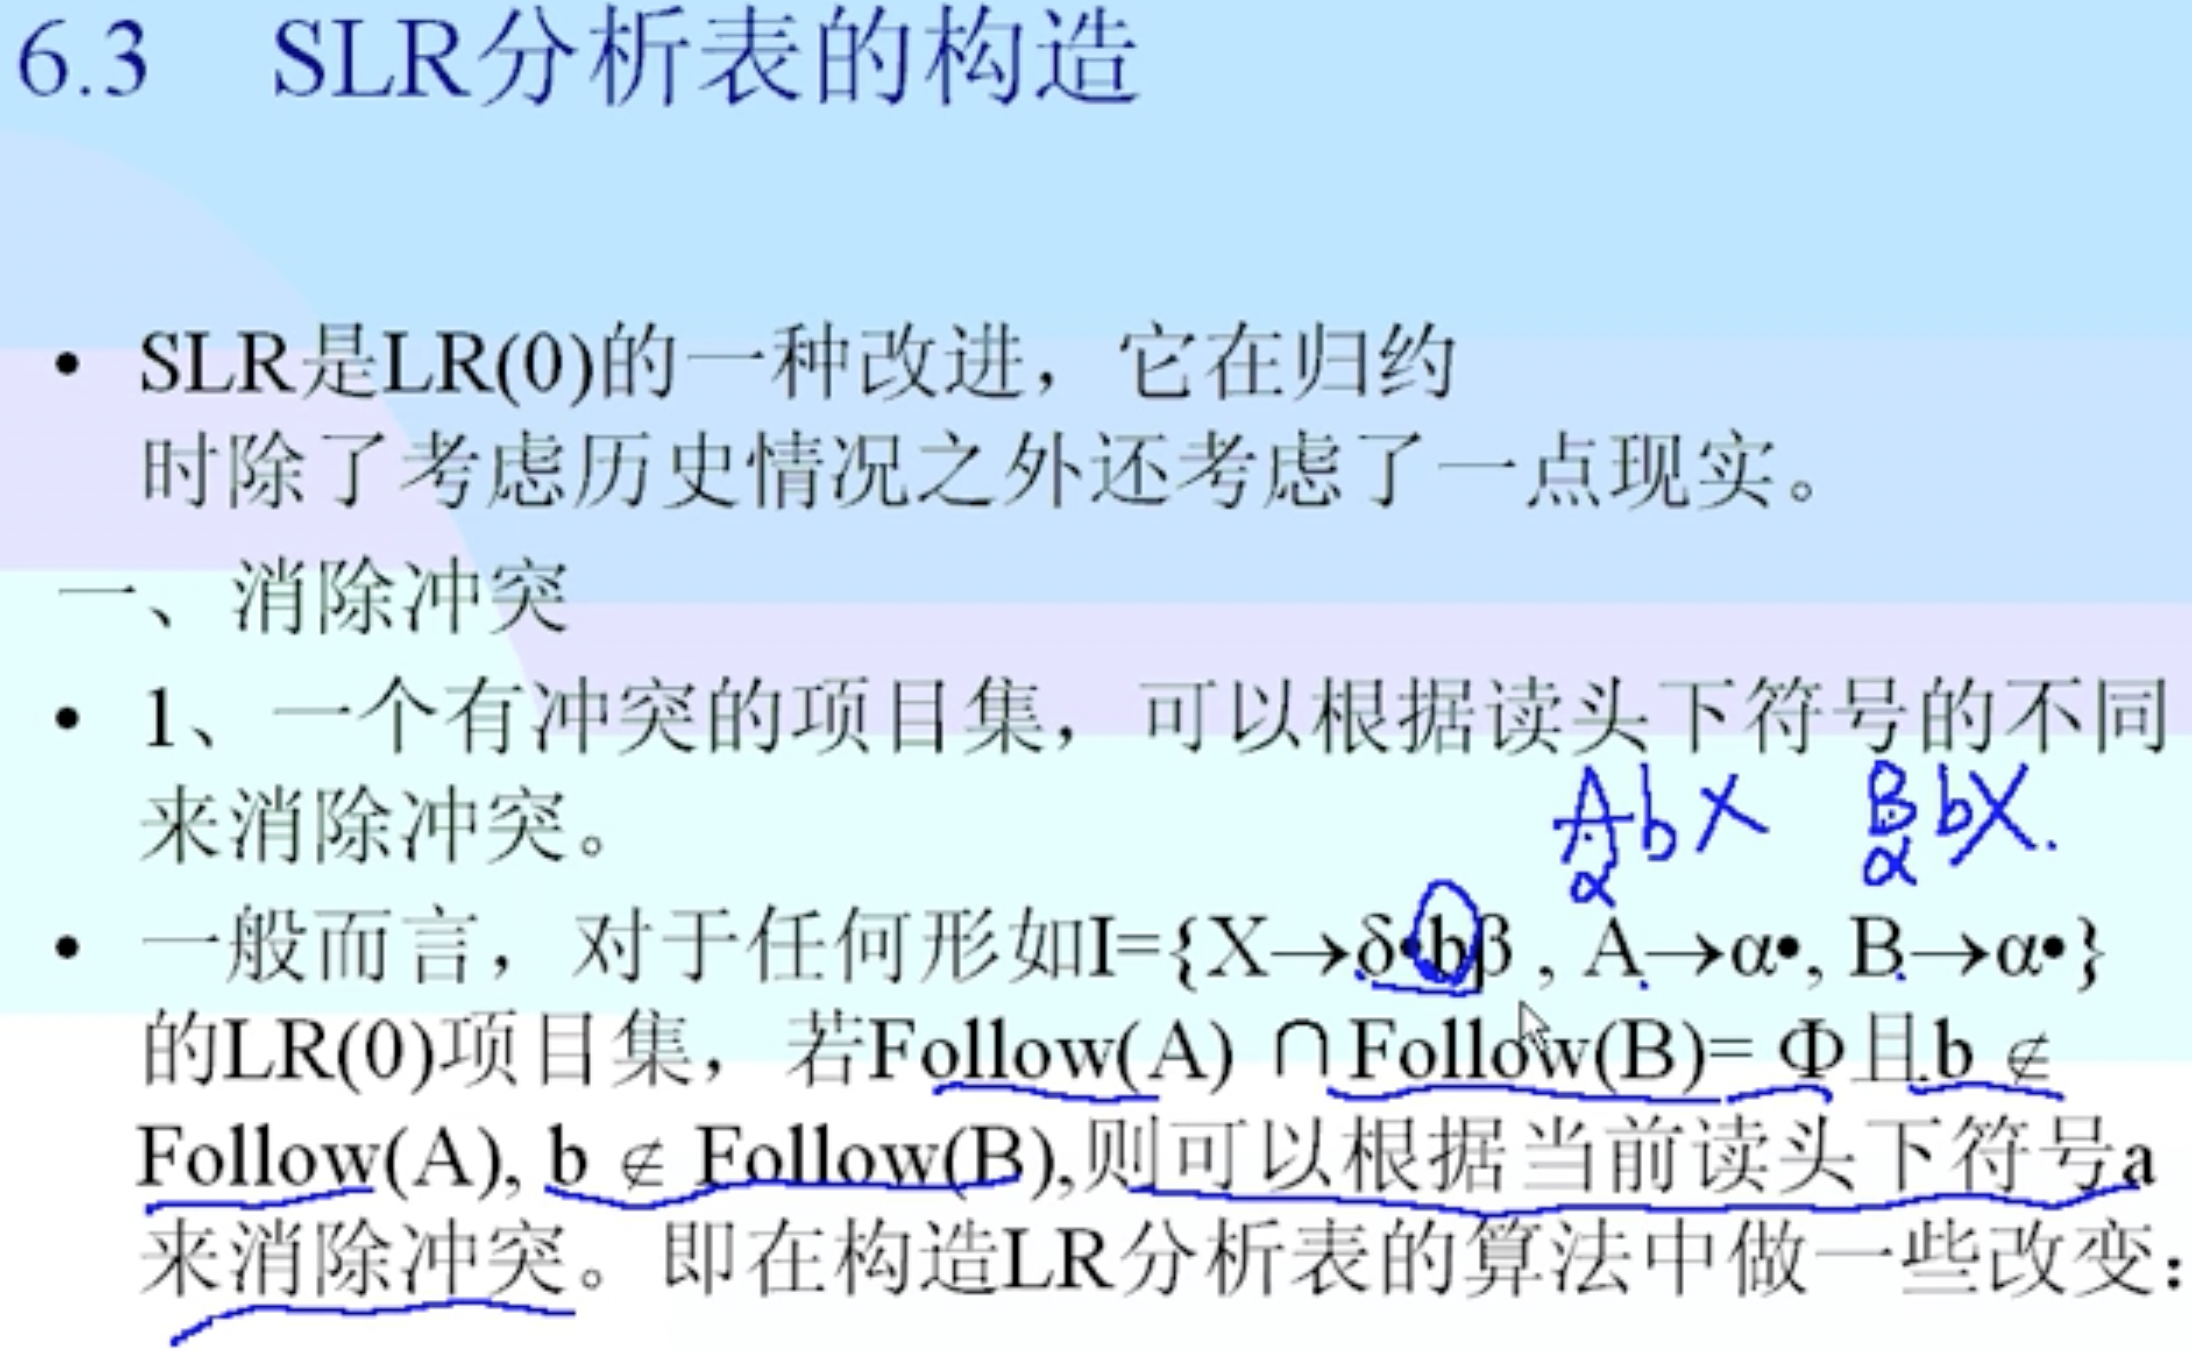 6.3 SLR分析表的构造
• SLR是LR(0)的一种改进，它在归约
时除了考虑历史情况之外还考虑了一点现实。
一、消除冲突
• 1、一个有冲突的项目集，可以根据读头下符号的不同
来消除冲突。
A b X B b X.
α α
• 一般而言，对于任何形如I={X→δ•bβ , A→α•, B→α•}
的LR(0)项目集，若Follow(A) ∩ Follow(B)= Φ且b ∉
Follow(A), b ∉ Follow(B),则可以根据当前读头下符号a
来消除冲突。即在构造LR分析表的算法中做一些改变：